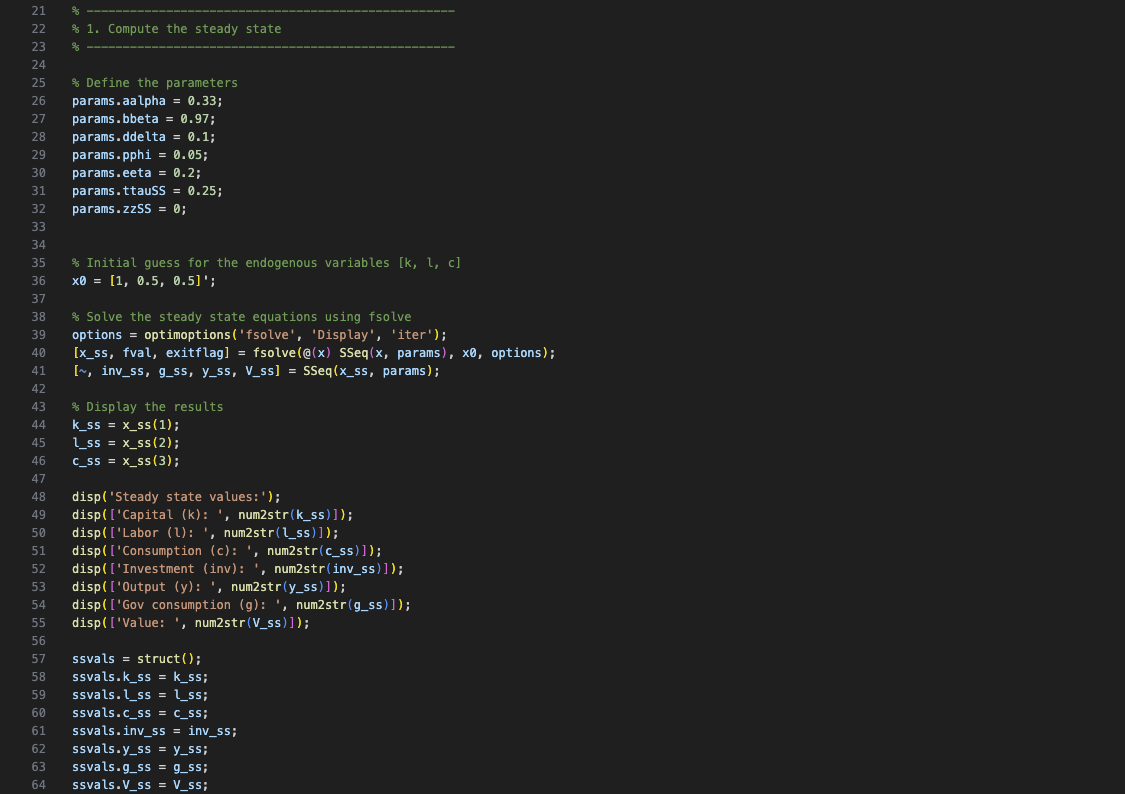 21 % ---------------------------------------------------
22 % 1. Compute the steady state
23 % ---------------------------------------------------
24
25 % Define the parameters
26 params.aalpha = 0.33;
27 params.bbeta = 0.97;
28 params.ddelta = 0.1;
29 params.pphi = 0.05;
30 params.eeta = 0.2;
31 params.ttauSS = 0.25;
32 params.zzSS = 0;
33
34
35 % Initial guess for the endogenous variables [k, l, c]
36 x0 = [1, 0.5, 0.5]';
37
38 % Solve the steady state equations using fsolve
39 options = optimoptions('fsolve', 'Display', 'iter');
40 [x_ss, fval, exitflag] = fsolve(@(x) SSeq(x, params), x0, options);
41 [~, inv_ss, g_ss, y_ss, V_ss] = SSeq(x_ss, params);
42
43 % Display the results
44 k_ss = x_ss(1);
45 l_ss = x_ss(2);
46 c_ss = x_ss(3);
47
48 disp('Steady state values:');
49 disp(['Capital (k): ', num2str(k_ss)]);
50 disp(['Labor (l): ', num2str(l_ss)]);
51 disp(['Consumption (c): ', num2str(c_ss)]);
52 disp(['Investment (inv): ', num2str(inv_ss)]);
53 disp(['Output (y): ', num2str(y_ss)]);
54 disp(['Gov consumption (g): ', num2str(g_ss)]);
55 disp(['Value: ', num2str(V_ss)]);
56
57 ssvals = struct();
58 ssvals.k_ss = k_ss;
59 ssvals.l_ss = l_ss;
60 ssvals.c_ss = c_ss;
61 ssvals.inv_ss = inv_ss;
62 ssvals.y_ss = y_ss;
63 ssvals.g_ss = g_ss;
64 ssvals.V_ss = V_ss;